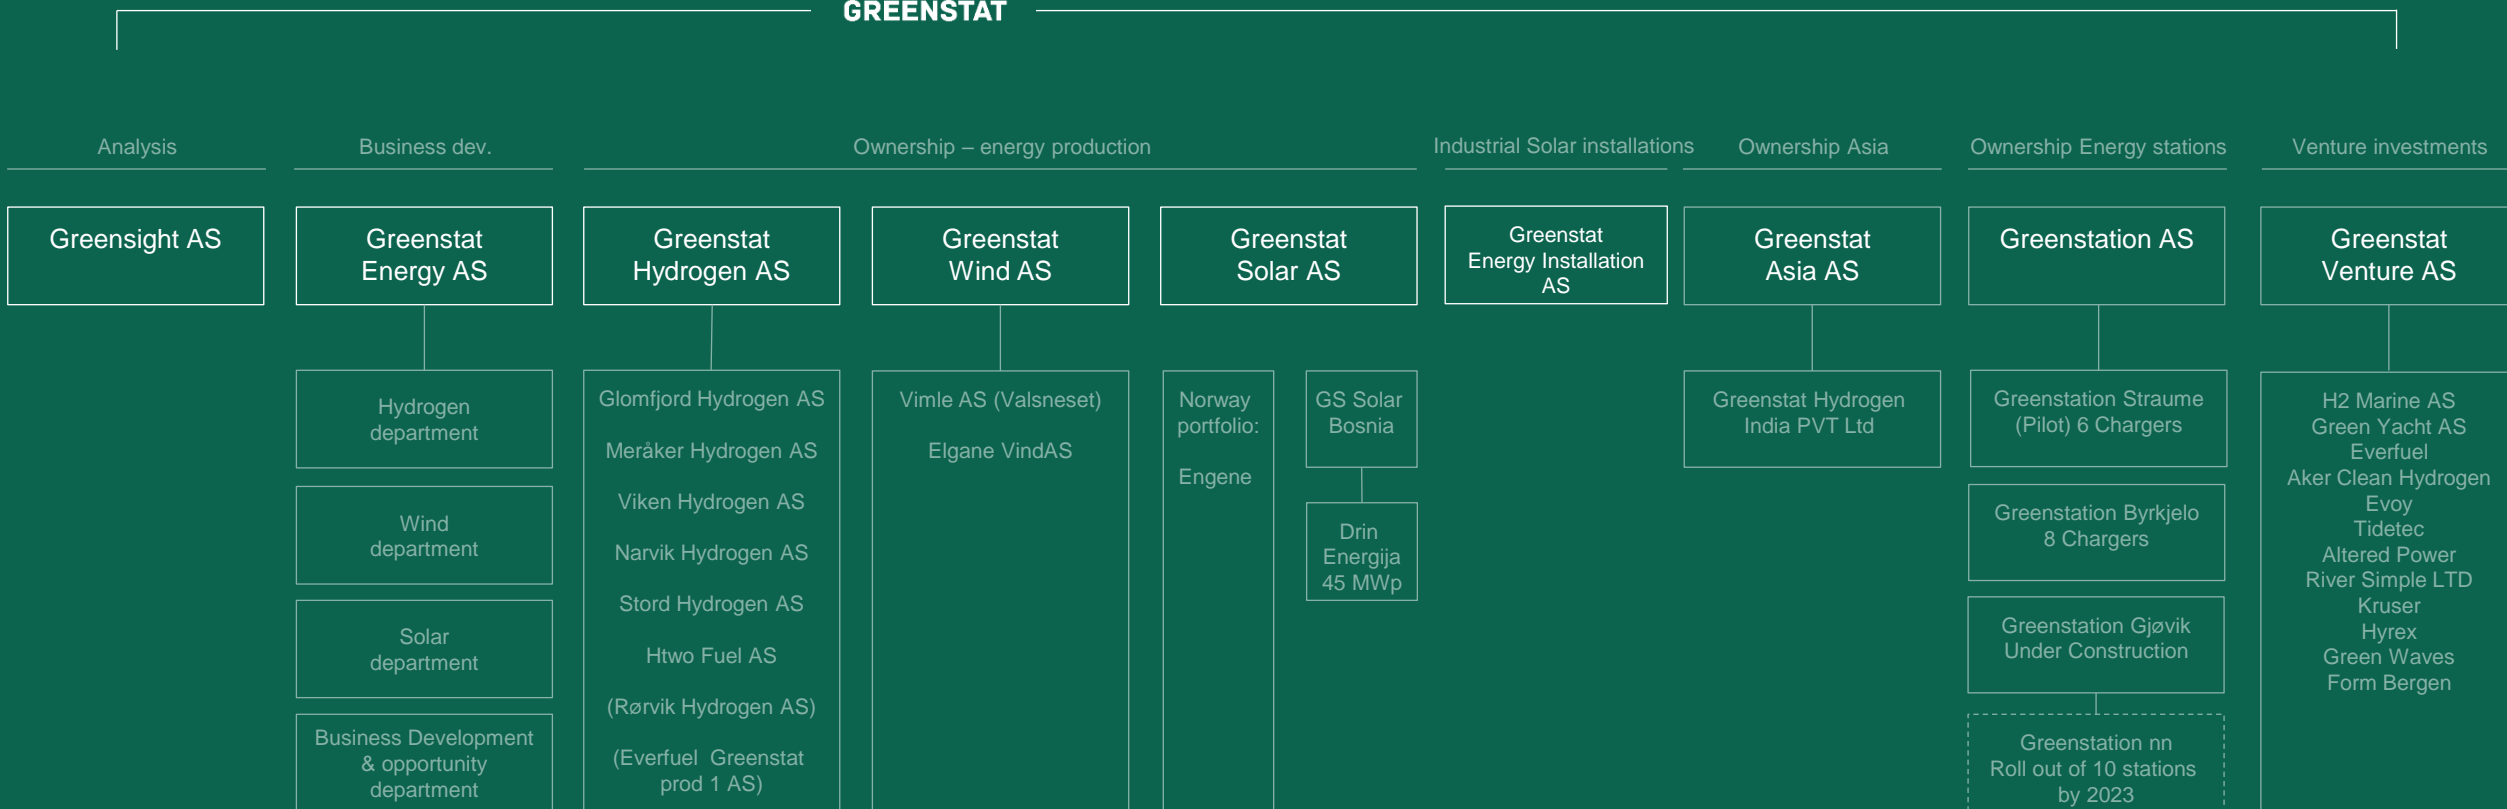 GREENSTAT
Analysis
Business dev.
Ownership – energy production
Industrial Solar installations
Ownership Asia
Ownership Energy stations
Venture investments
Greensight AS
Greenstat
Energy AS
Greenstat
Hydrogen AS
Greenstat
Wind AS
Greenstat
Solar AS
Greenstat
Energy Installation
AS
Greenstat
Asia AS
Greenstation AS
Greenstat
Venture AS
Hydrogen
department
Wind
department
Solar
department
Business Development
& opportunity
department
Glomfjord Hydrogen AS
Meråker Hydrogen AS
Viken Hydrogen AS
Narvik Hydrogen AS
Stord Hydrogen AS
Htwo Fuel AS
(Rørvik Hydrogen AS)
(Everfuel Greenstat
prod 1 AS)
Vimle AS (Valsneset)
Elgane VindAS
Norway
portfolio:
Engene
GS Solar
Bosnia
Drin
Energija
45 MWp
Greenstat Hydrogen
India PVT Ltd
Greenstation Straume
(Pilot) 6 Chargers
Greenstation Byrkjelo
8 Chargers
Greenstation Gjøvik
Under Construction
Greenstation nn
Roll out of 10 stations
by 2023
H2 Marine AS
Green Yacht AS
Everfuel
Aker Clean Hydrogen
Evoy
Tidetec
Altered Power
River Simple LTD
Kruser
Hyrex
Green Waves
Form Bergen